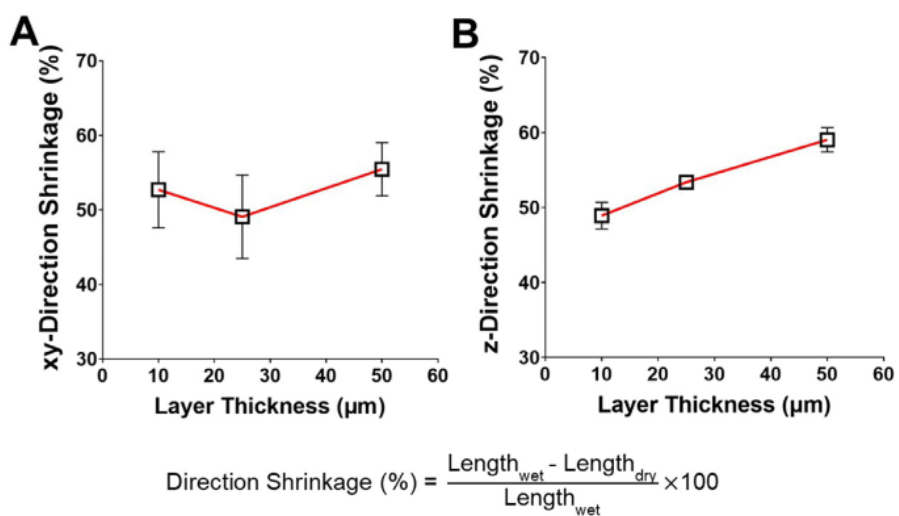 A
xy-Direction Shrinkage (%)
70
60
50
40
30
0 10 20 30 40 50 60
Layer Thickness (µm)
B
z-Direction Shrinkage (%)
70
60
50
40
30
0 10 20 30 40 50 60
Layer Thickness (µm)
Direction Shrinkage (%) = (Length_wet - Length_dry) / Length_wet ×100